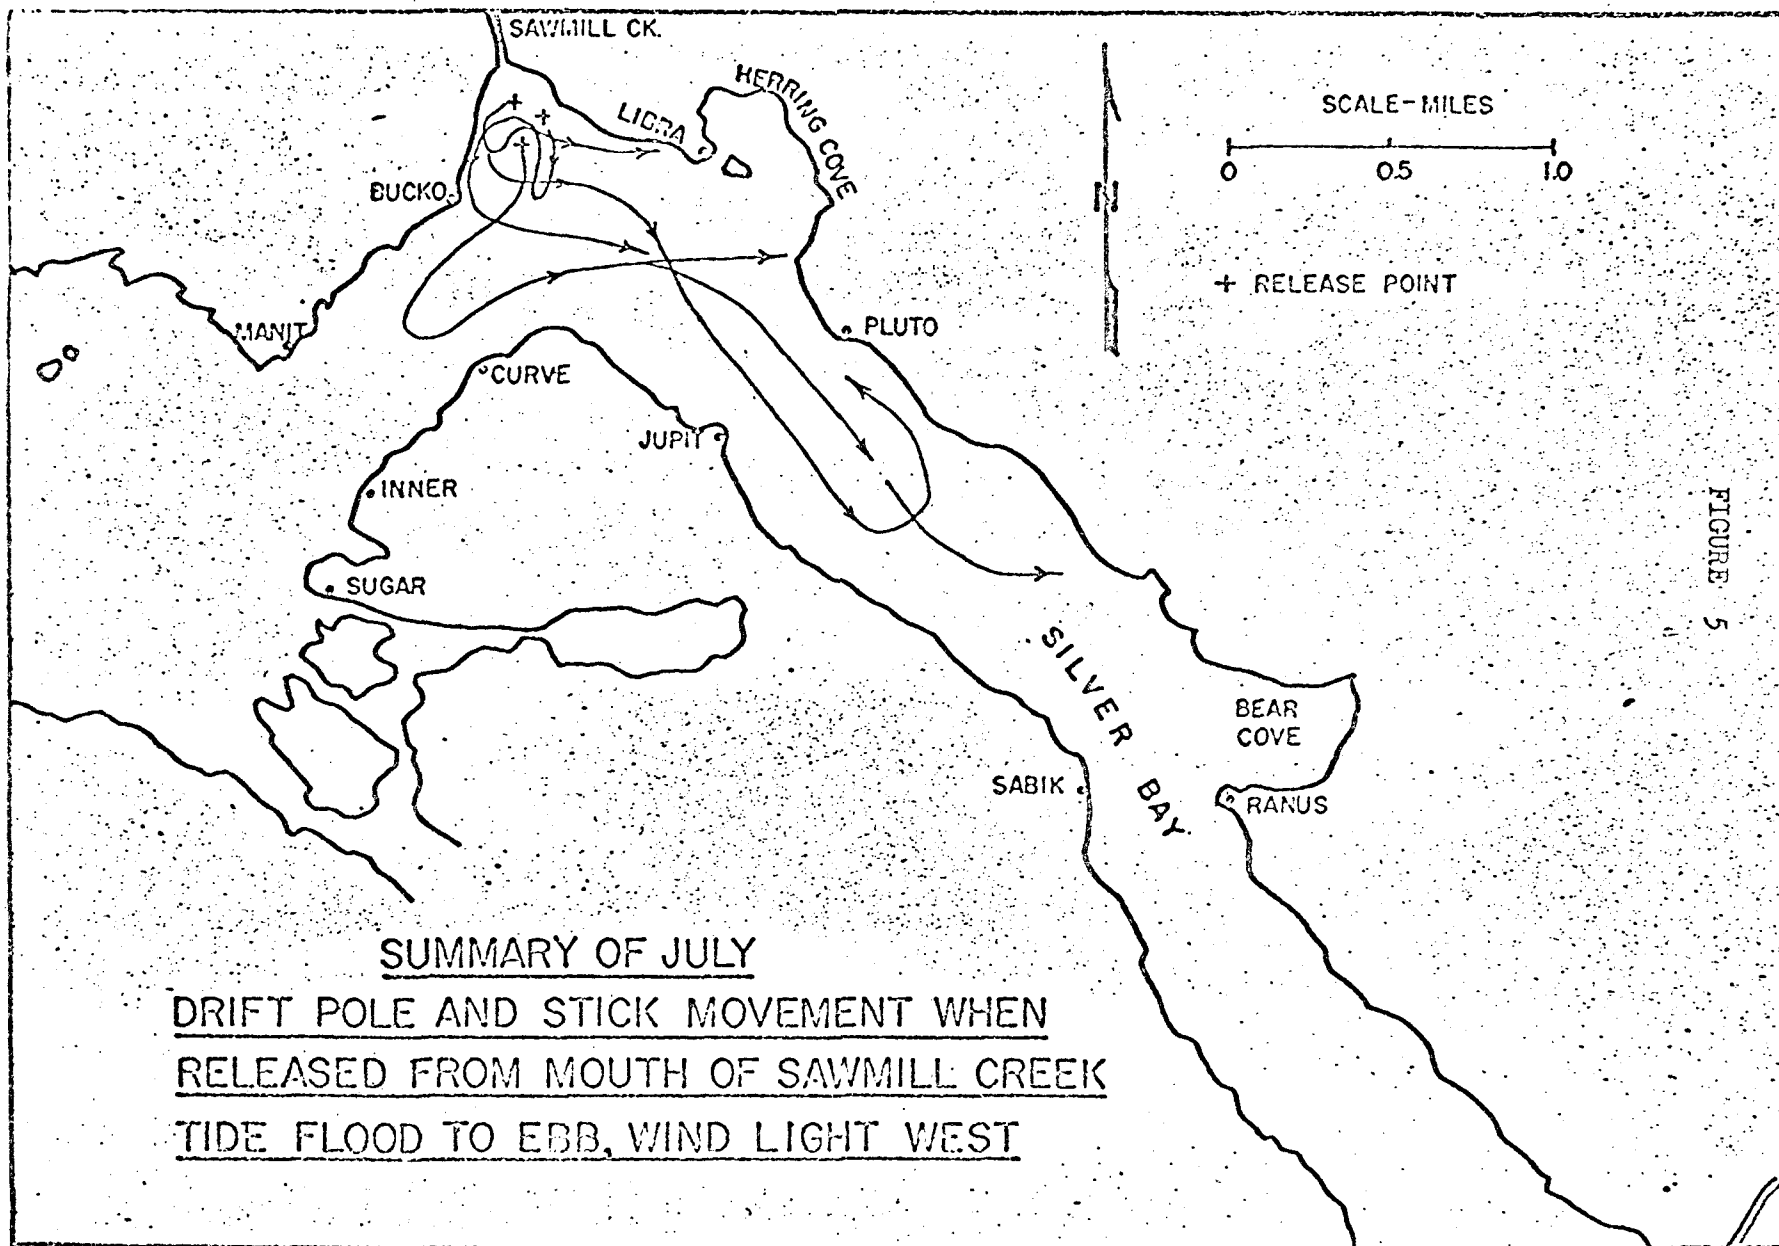 SAWMILL CK.
HERRING COVE
LIBRA
SCALE-MILES
0 0.5 1.0
BUCKO
N
+ RELEASE POINT
MANIT
PLUTO
CURVE
JUPIT
INNER
SUGAR
FIGURE 5
SILVER BAY
BEAR
COVE
SABIK
RANUS
SUMMARY OF JULY
DRIFT POLE AND STICK MOVEMENT WHEN
RELEASED FROM MOUTH OF SAWMILL CREEK
TIDE FLOOD TO EBB, WIND LIGHT WEST